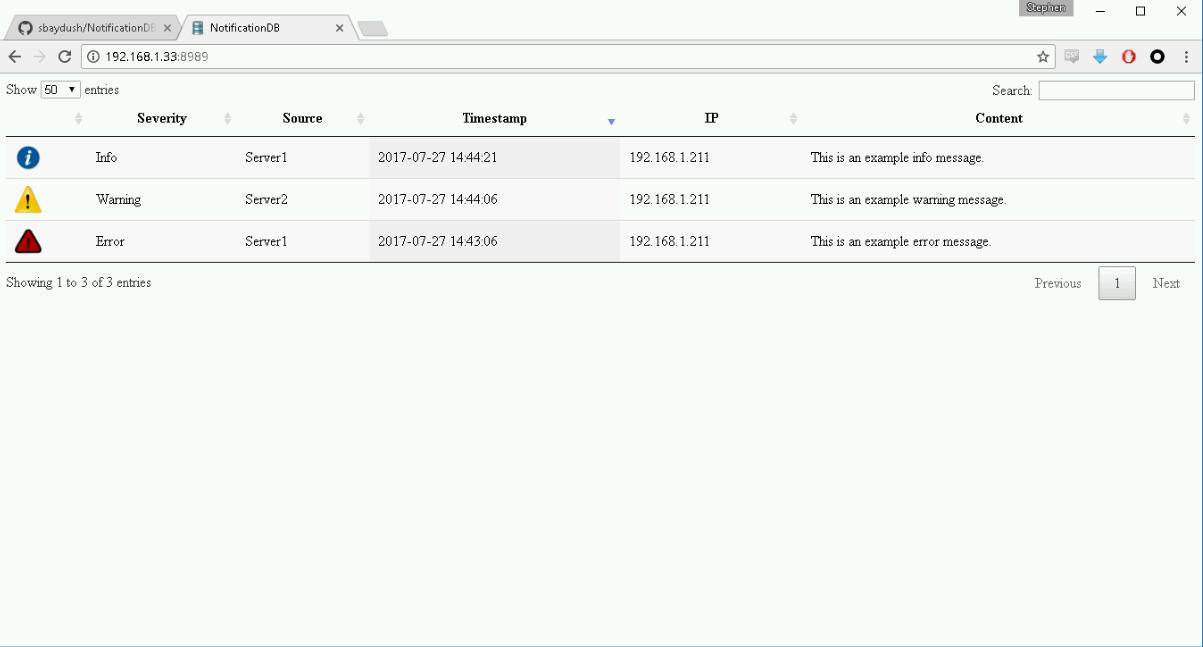 Stephen
sbaydush/NotificationDB NotificationDB
192.168.1.33:8989
Show 50 entries Search:
Severity Source Timestamp IP Content
Info Server1 2017-07-27 14:44:21 192.168.1.211 This is an example info message.
Warning Server2 2017-07-27 14:44:06 192.168.1.211 This is an example warning message.
Error Server1 2017-07-27 14:43:06 192.168.1.211 This is an example error message.
Showing 1 to 3 of 3 entries Previous 1 Next